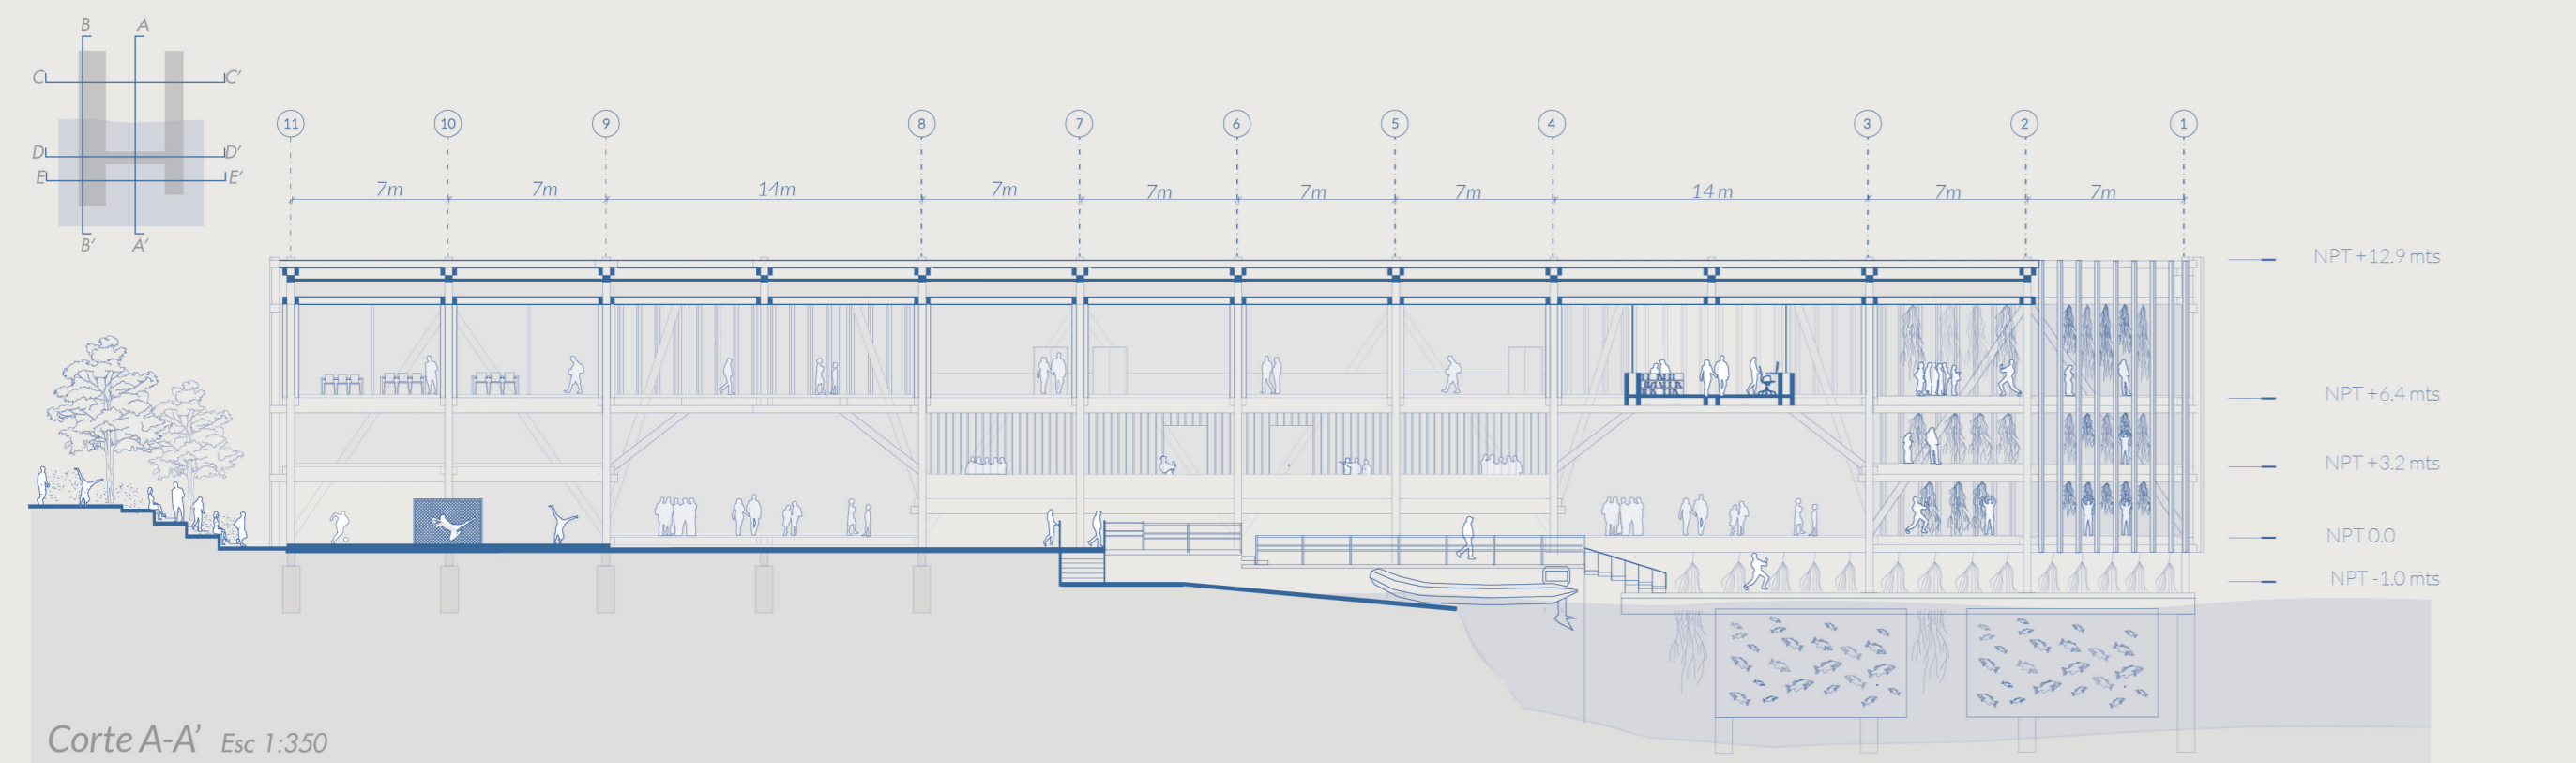 B A
C C'
D D'
E E'
B' A'
11 10 9 8 7 6 5 4 3 2 1
7m 7m 14m 7m 7m 7m 7m 14 m 7m 7m
NPT +12.9 mts
NPT +6.4 mts
NPT +3.2 mts
NPT 0.0
NPT -1.0 mts
Corte A-A' Esc 1:350